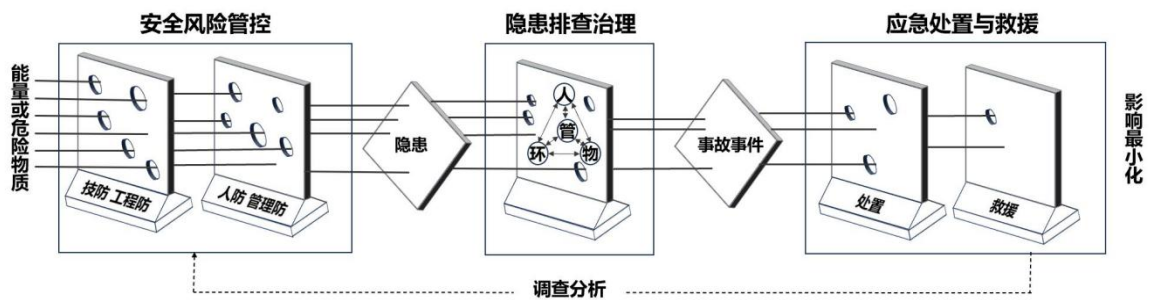 安全风险管控
隐患排查治理
应急处置与救援
能量或危险物质
技防 工程防
人防 管理防
隐患
人
管
环
物
事故事件
处置
救援
影响最小化
调查分析